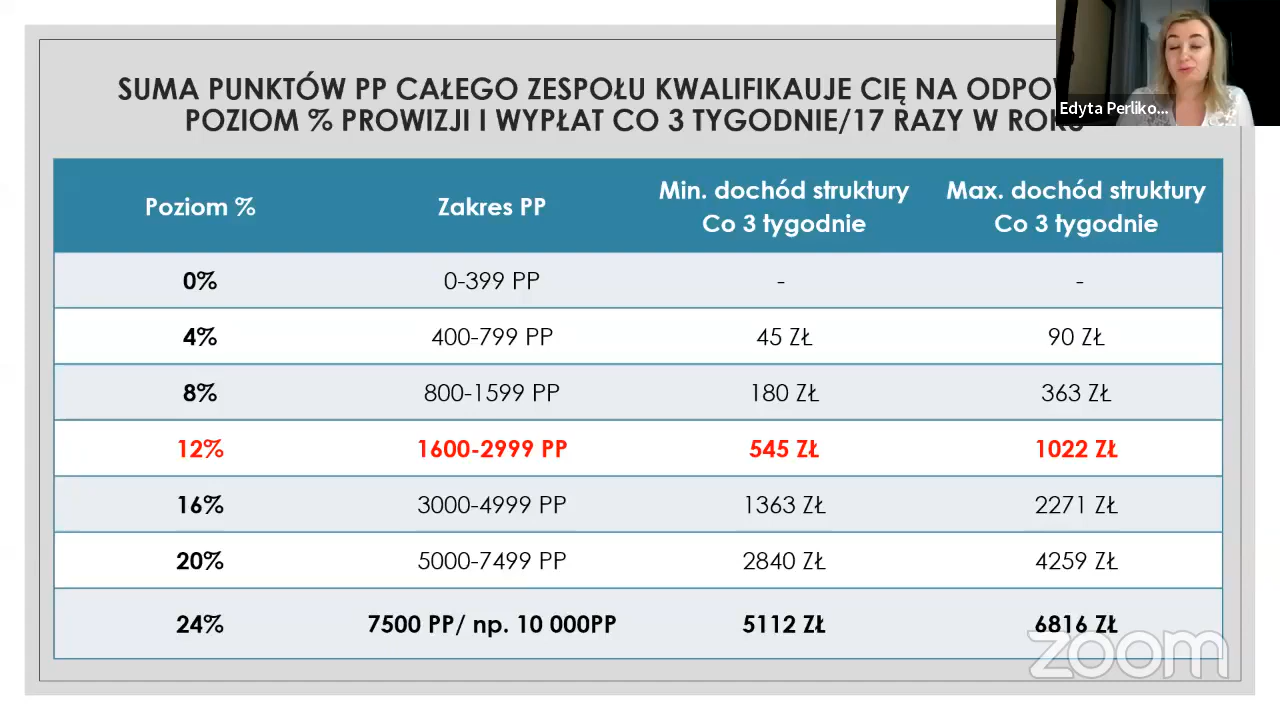 SUMA PUNKTÓW PP CAŁEGO ZESPOŁU KWALIFIKAUJE CIĘ NA
POZIOM % PROWIZJI I WYPŁAT CO 3 TYGODNIE/17 RAZY W ROKU
Edyta Perliko...
Poziom % Zakres PP Min. dochód struktury Co 3 tygodnie Max. dochód struktury Co 3 tygodnie
0% 0-399 PP - -
4% 400-799 PP 45 ZŁ 90 ZŁ
8% 800-1599 PP 180 ZŁ 363 ZŁ
12% 1600-2999 PP 545 ZŁ 1022 ZŁ
16% 3000-4999 PP 1363 ZŁ 2271 ZŁ
20% 5000-7499 PP 2840 ZŁ 4259 ZŁ
24% 7500 PP/ np. 10 000PP 5112 ZŁ 6816 ZŁ
zoom